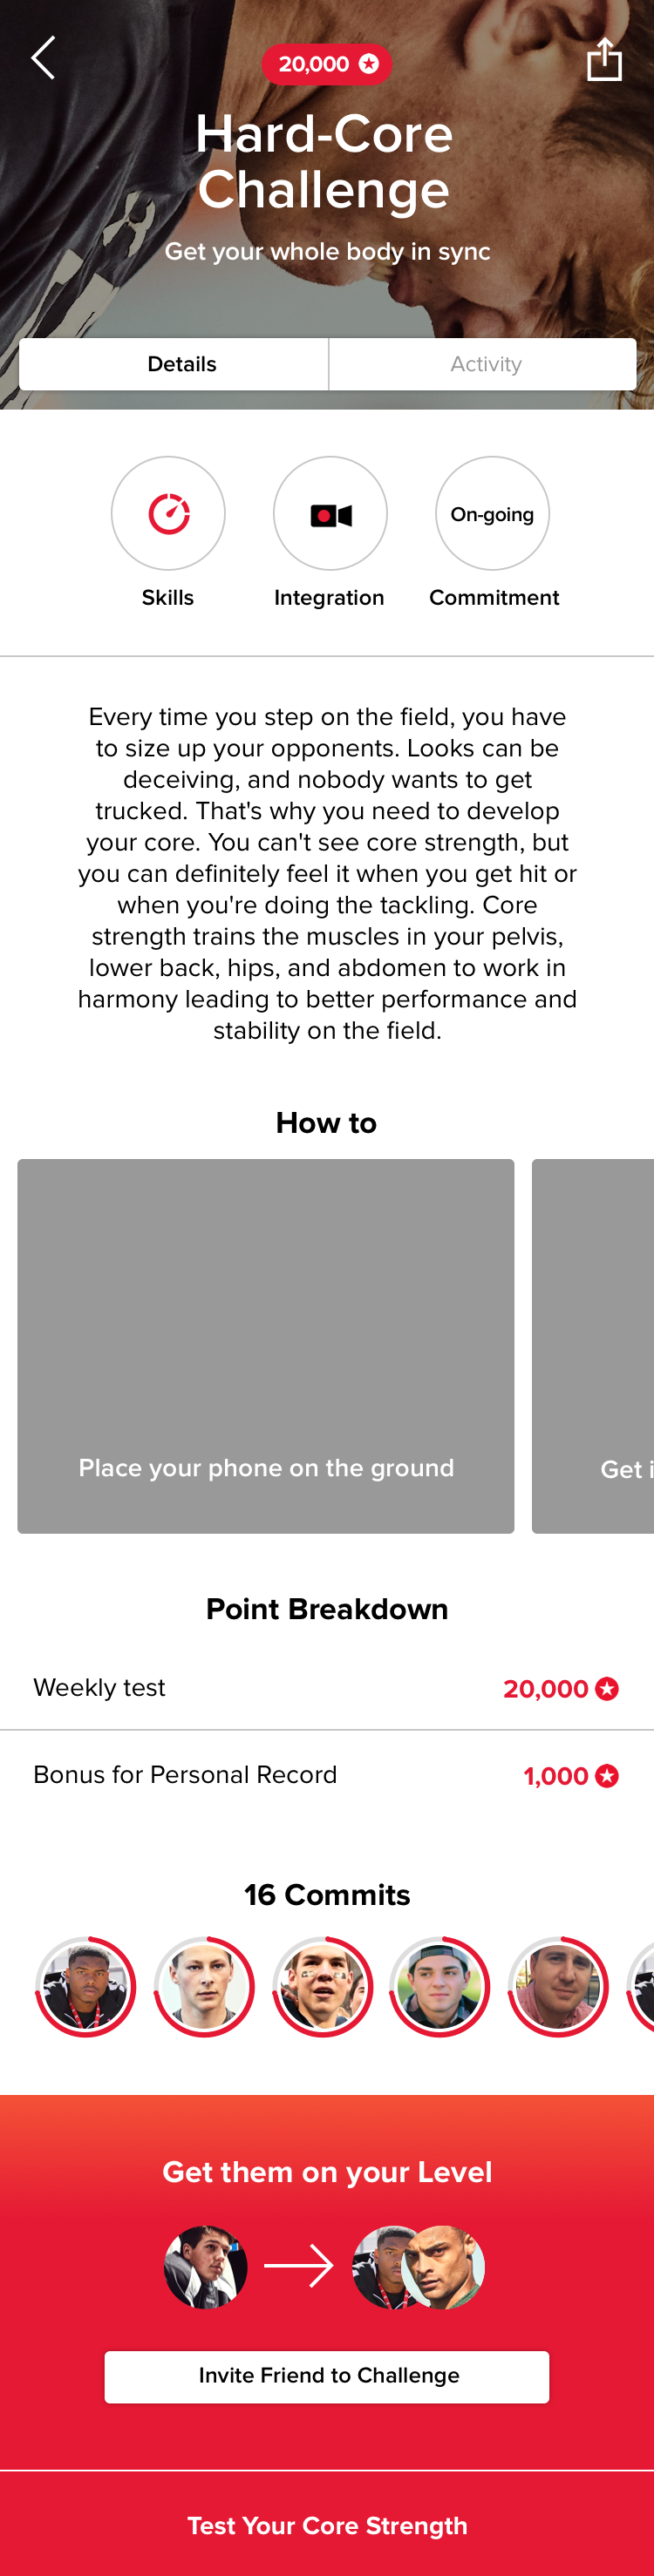 20,000
Hard-Core
Challenge
Get your whole body in sync
Details
Activity
On-going
Skills
Integration
Commitment
Every time you step on the field, you have
to size up your opponents. Looks can be
deceiving, and nobody wants to get
trucked. That's why you need to develop
your core. You can't see core strength, but
you can definitely feel it when you get hit or
when you're doing the tackling. Core
strength trains the muscles in your pelvis,
lower back, hips, and abdomen to work in
harmony leading to better performance and
stability on the field.
How to
Place your phone on the ground
Get i
Point Breakdown
Weekly test
20,000
Bonus for Personal Record
1,000
16 Commits
Get them on your Level
Invite Friend to Challenge
Test Your Core Strength